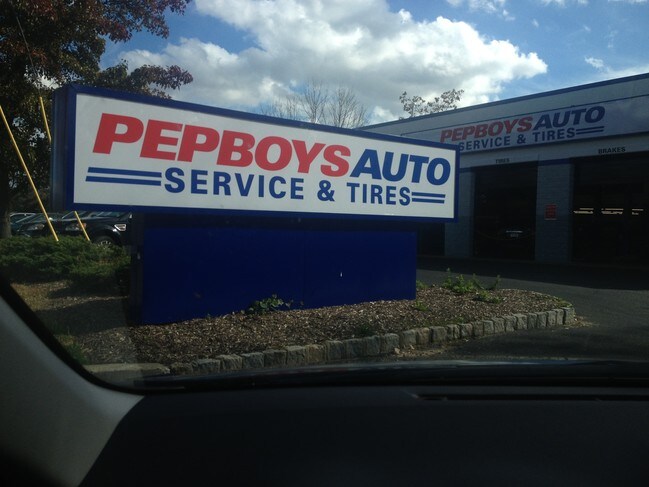 PEPBOYS AUTO
SERVICE & TIRES
PEPBOYS AUTO
SERVICE & TIRES
TIRES
BRAKES